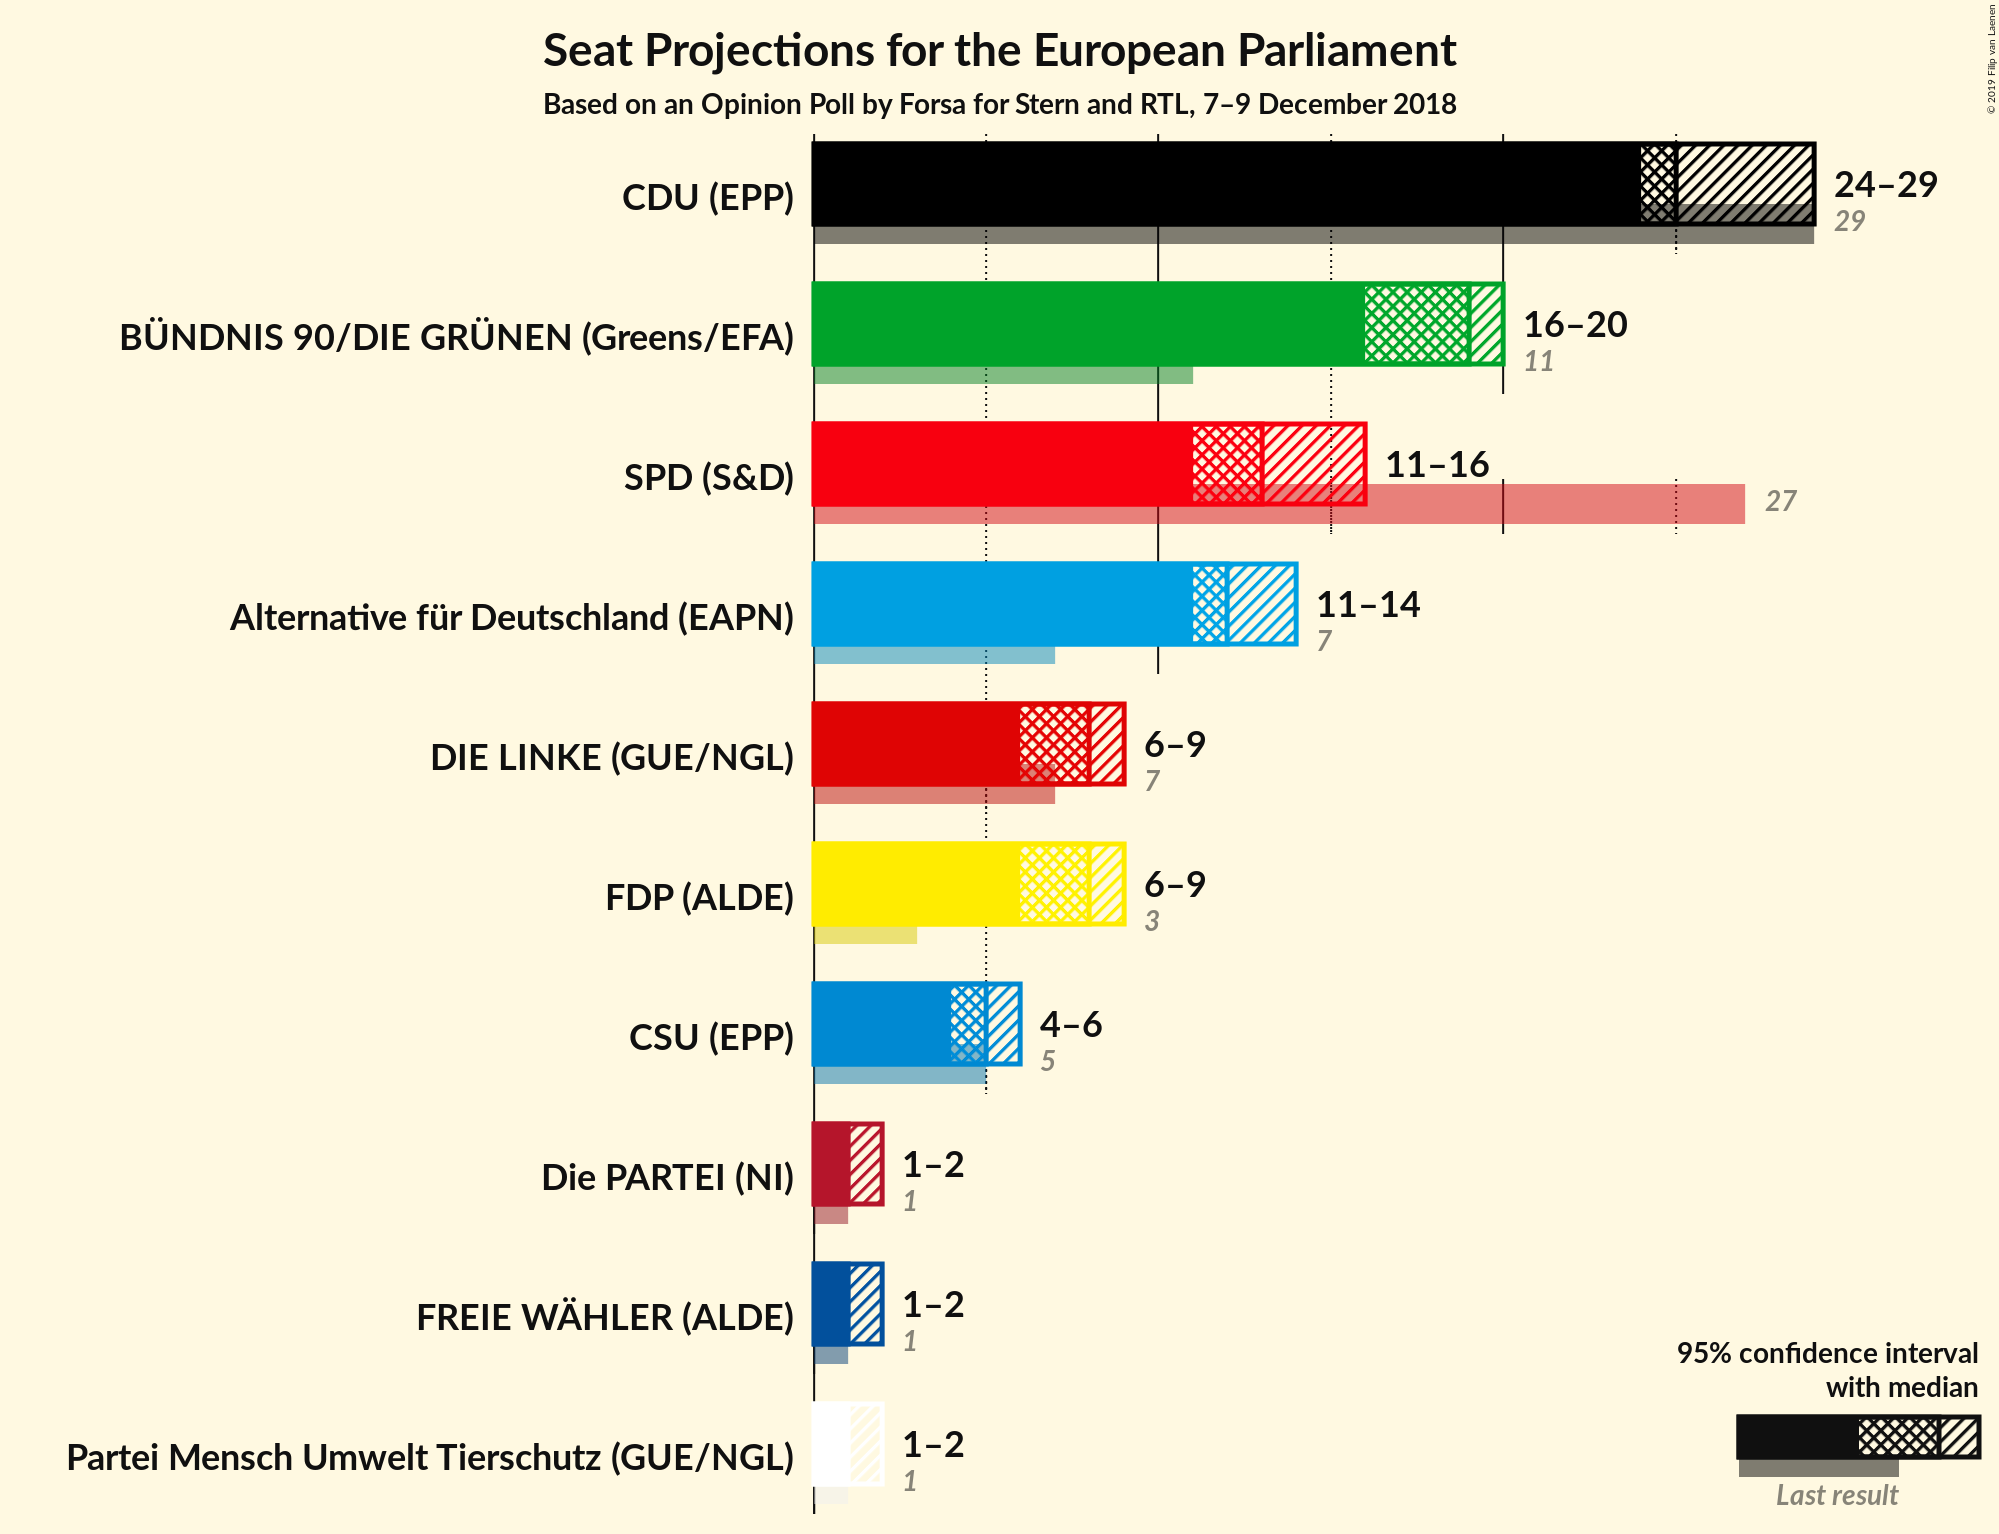 Seat Projections for the European Parliament
Based on an Opinion Poll by Forsa for Stern and RTL, 7–9 December 2018
© 2019 Filip van Laenen
CDU (EPP)
24–29
29
BÜNDNIS 90/DIE GRÜNEN (Greens/EFA)
16–20
11
SPD (S&D)
11–16
27
Alternative für Deutschland (EAPN)
11–14
7
DIE LINKE (GUE/NGL)
6–9
7
FDP (ALDE)
6–9
3
CSU (EPP)
4–6
5
Die PARTEI (NI)
1–2
1
FREIE WÄHLER (ALDE)
1–2
1
Partei Mensch Umwelt Tierschutz (GUE/NGL)
1–2
1
95% confidence interval
with median
Last result